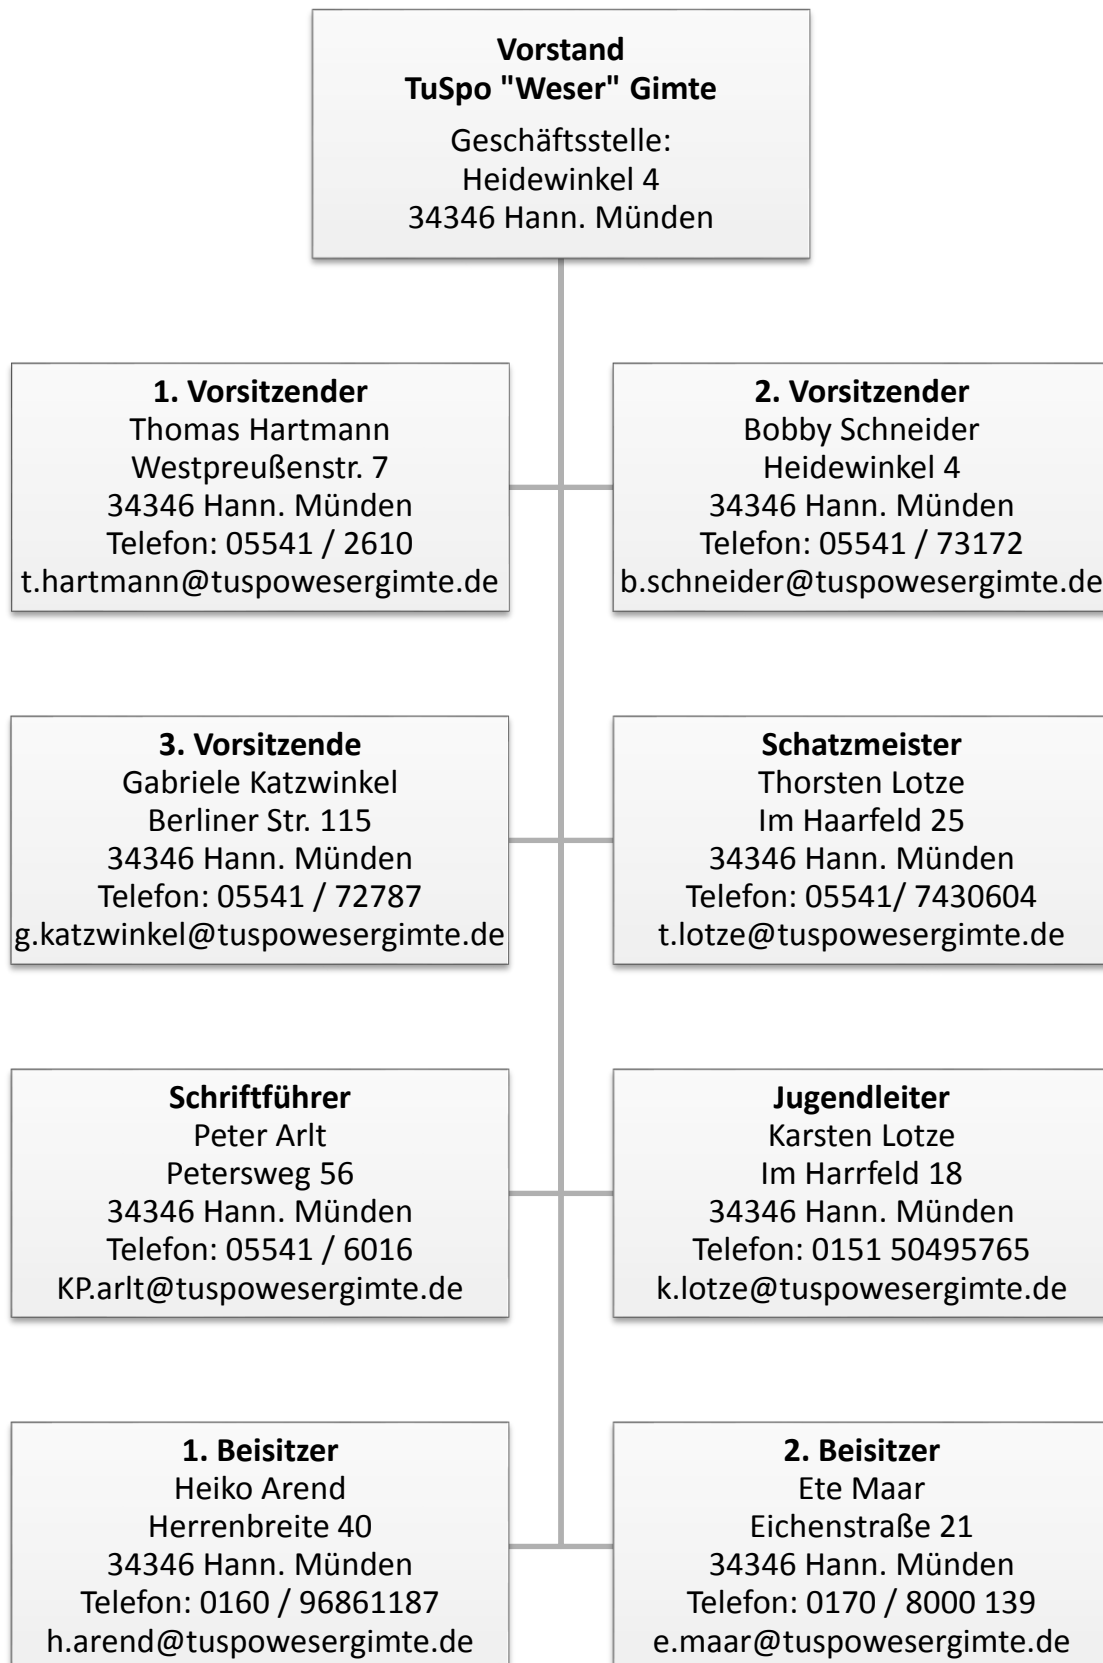 Vorstand
TuSpo "Weser" Gimte
Geschäftsstelle:
Heidewinkel 4
34346 Hann. Münden
1. Vorsitzender
Thomas Hartmann
Westpreußenstr. 7
34346 Hann. Münden
Telefon: 05541 / 2610
t.hartmann@tuspowesergimte.de
2. Vorsitzender
Bobby Schneider
Heidewinkel 4
34346 Hann. Münden
Telefon: 05541 / 73172
b.schneider@tuspowesergimte.de
3. Vorsitzende
Gabriele Katzwinkel
Berliner Str. 115
34346 Hann. Münden
Telefon: 05541 / 72787
g.katzwinkel@tuspowesergimte.de
Schatzmeister
Thorsten Lotze
Im Haarfeld 25
34346 Hann. Münden
Telefon: 05541/ 7430604
t.lotze@tuspowesergimte.de
Schriftführer
Peter Arlt
Petersweg 56
34346 Hann. Münden
Telefon: 05541 / 6016
KP.arlt@tuspowesergimte.de
Jugendleiter
Karsten Lotze
Im Harrfeld 18
34346 Hann. Münden
Telefon: 0151 50495765
k.lotze@tuspowesergimte.de
1. Beisitzer
Heiko Arend
Herrenbreite 40
34346 Hann. Münden
Telefon: 0160 / 96861187
h.arend@tuspowesergimte.de
2. Beisitzer
Ete Maar
Eichenstraße 21
34346 Hann. Münden
Telefon: 0170 / 8000 139
e.maar@tuspowesergimte.de